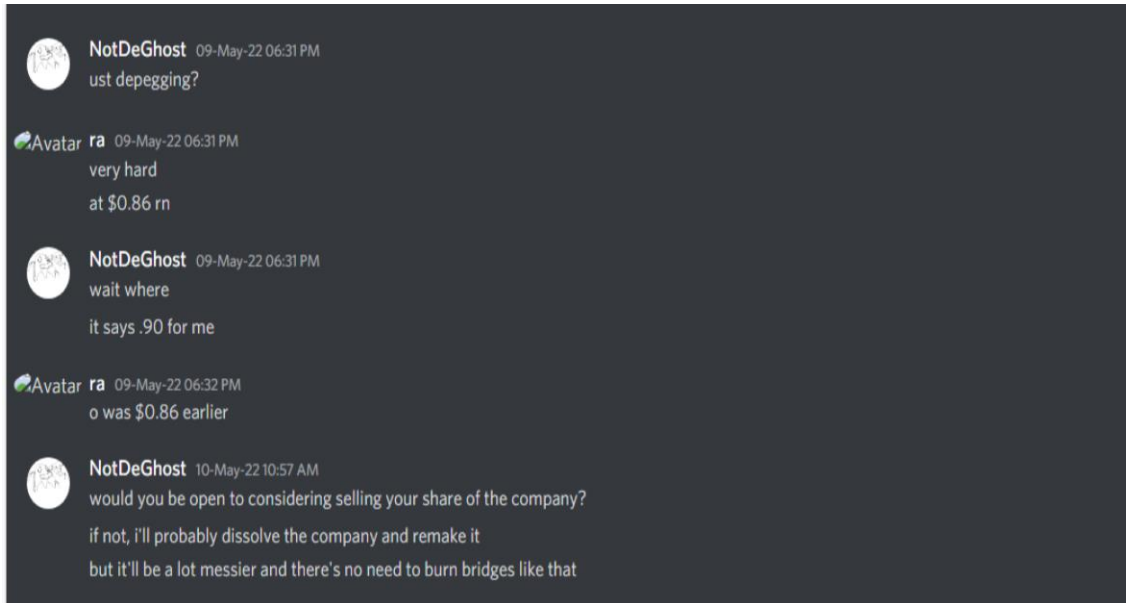 NotDeGhost 09-May-22 06:31 PM
ust depegging?
Avatar ra 09-May-22 06:31 PM
very hard
at $0.86 rn
NotDeGhost 09-May-22 06:31 PM
wait where
it says .90 for me
Avatar ra 09-May-22 06:32 PM
o was $0.86 earlier
NotDeGhost 10-May-22 10:57 AM
would you be open to considering selling your share of the company?
if not, i'll probably dissolve the company and remake it
but it'll be a lot messier and there's no need to burn bridges like that